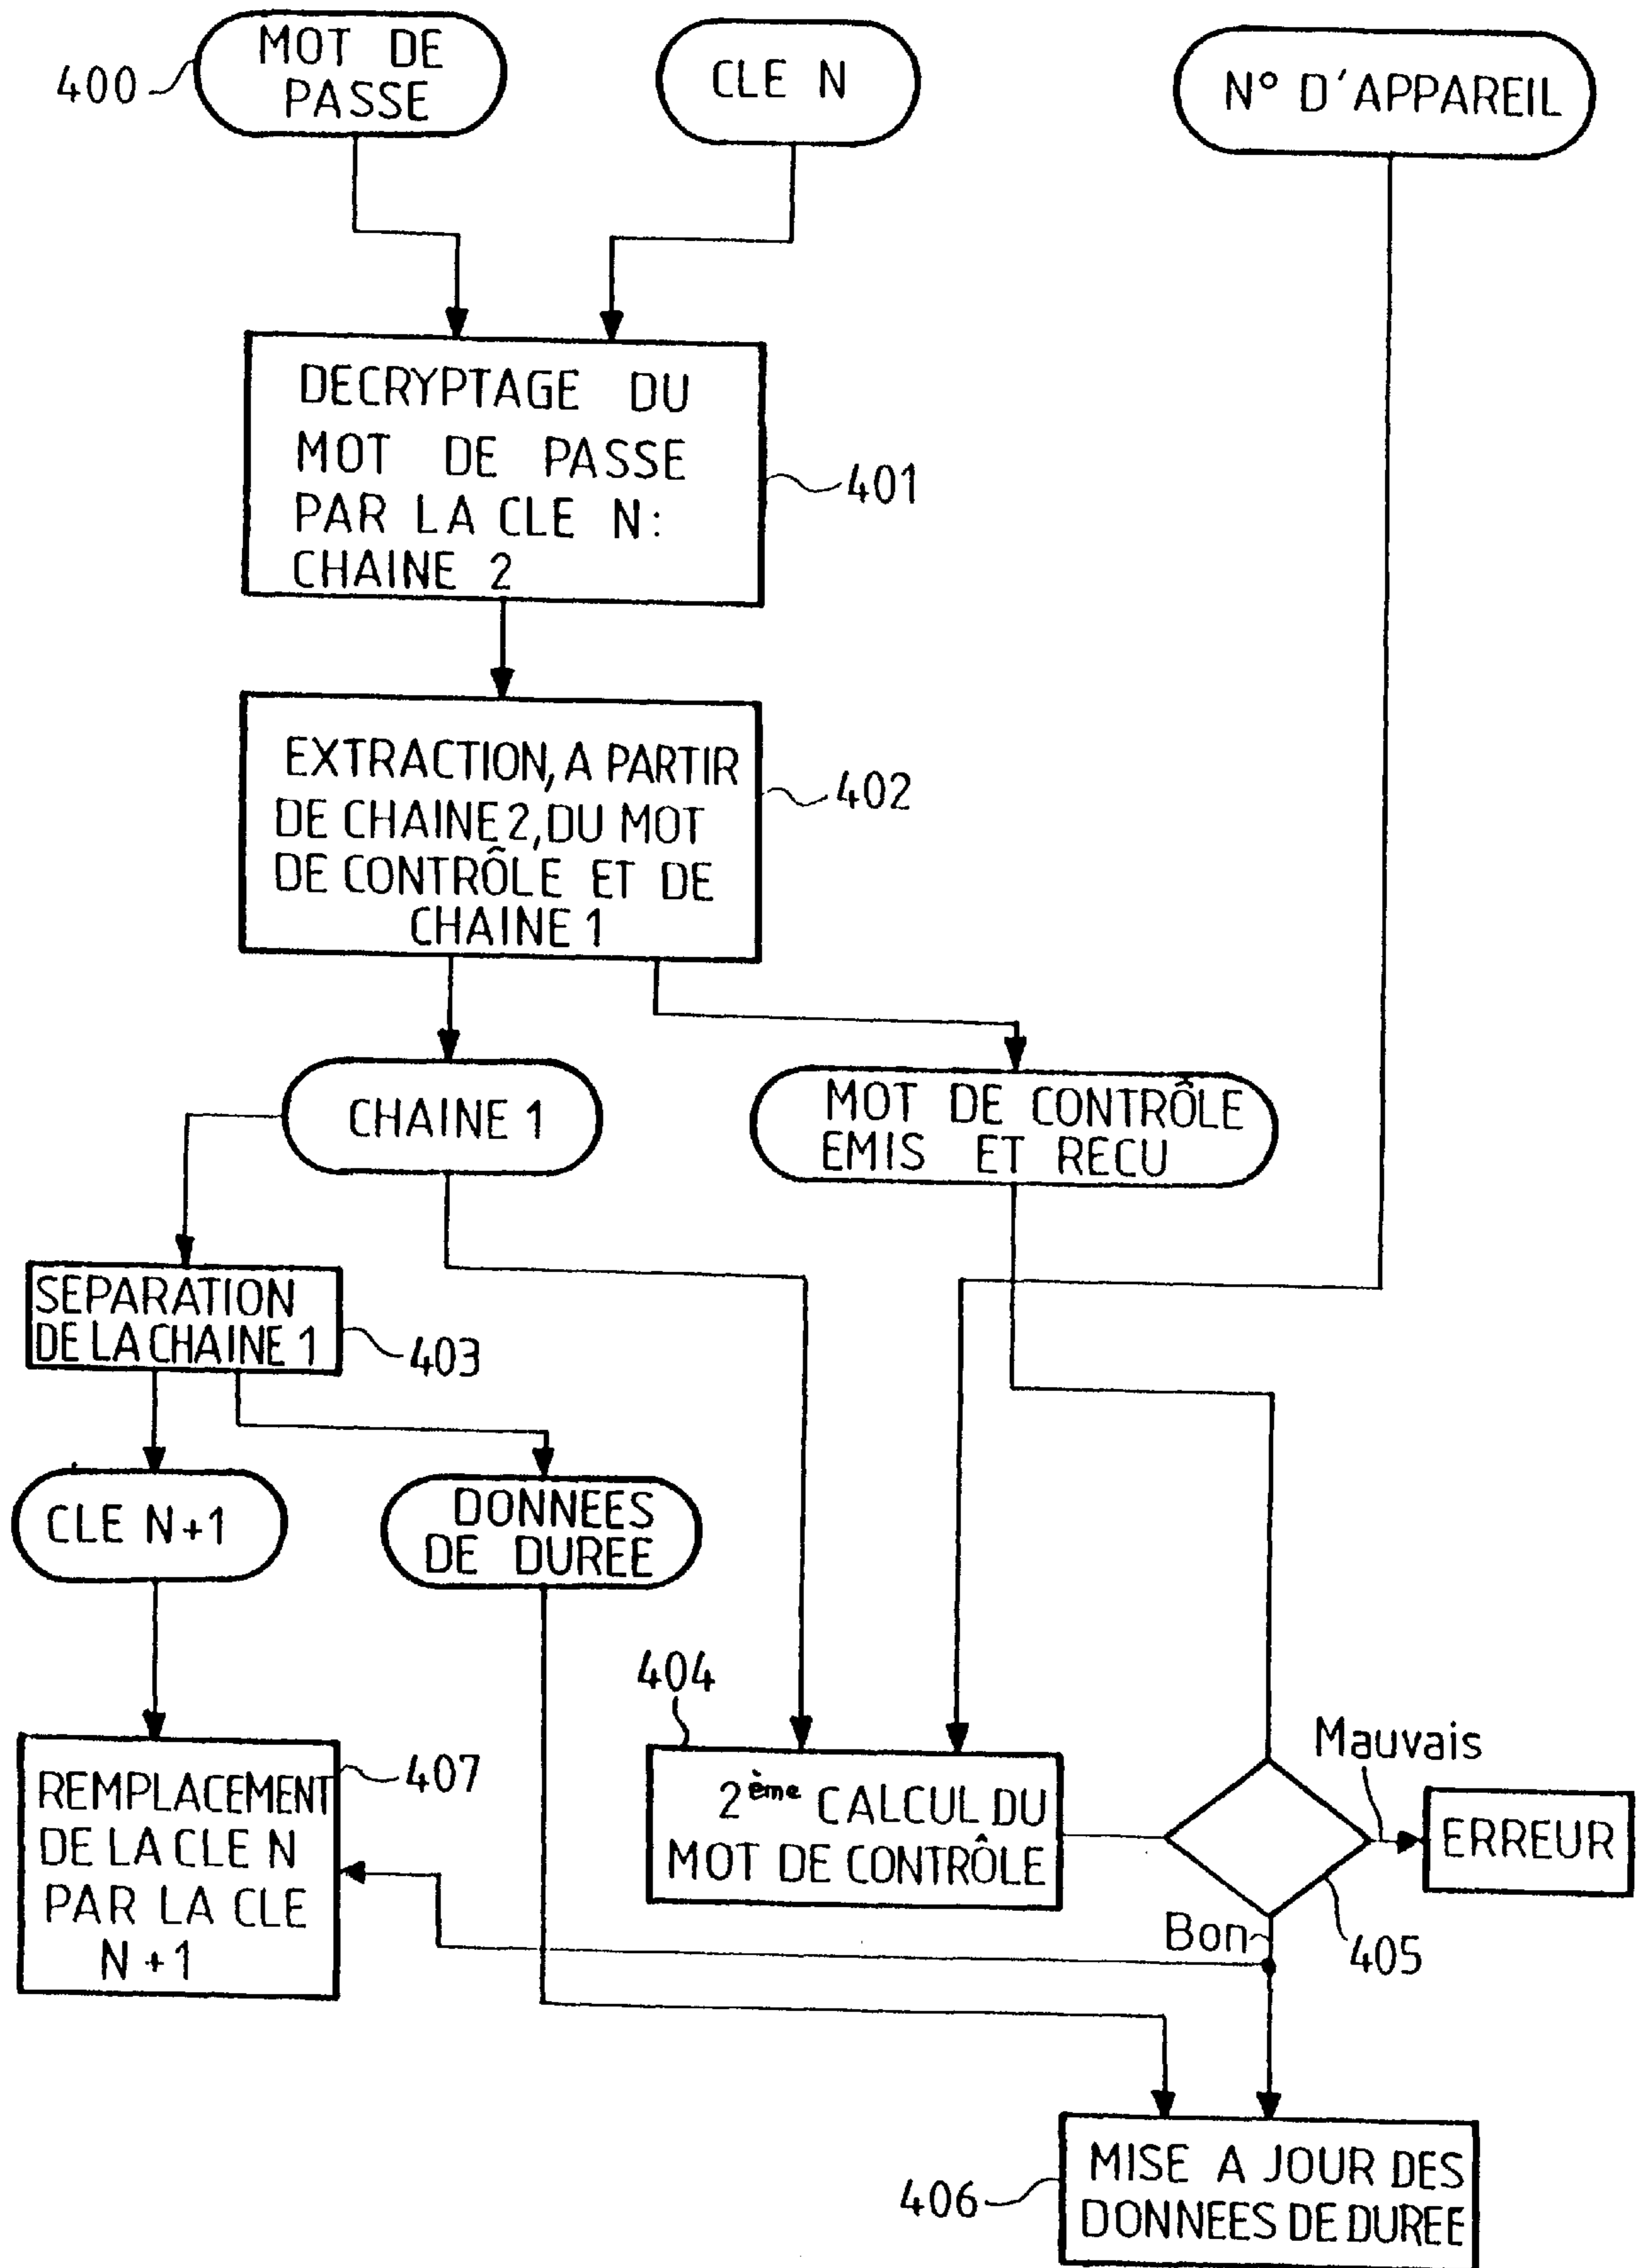 MOT DE
PASSE
400
CLE N
N° D'APPAREIL
DECRYPTAGE DU
MOT DE PASSE
PAR LA CLE N:
CHAINE 2
401
EXTRACTION, A PARTIR
DE CHAINE 2, DU MOT
DE CONTRÔLE ET DE
CHAINE 1
402
CHAINE 1
MOT DE CONTRÔLE
EMIS ET RECU
SEPARATION
DE LA CHAINE 1
403
CLE N+1
DONNEES
DE DUREE
404
REMPLACEMENT
DE LA CLE N
PAR LA CLE
N+1
407
2ème CALCUL DU
MOT DE CONTRÔLE
Mauvais
ERREUR
Bon
405
MISE A JOUR DES
DONNEES DE DUREE
406